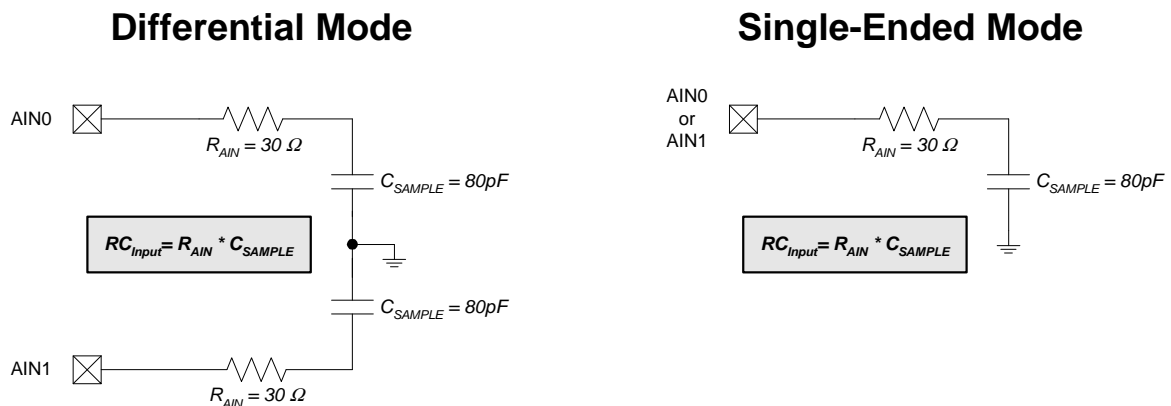 Differential Mode
AIN0
R_AIN = 30 Ω
C_SAMPLE = 80pF
RC_Input= R_AIN * C_SAMPLE
C_SAMPLE = 80pF
AIN1
R_AIN = 30 Ω
Single-Ended Mode
AIN0
or
AIN1
R_AIN = 30 Ω
C_SAMPLE = 80pF
RC_Input= R_AIN * C_SAMPLE